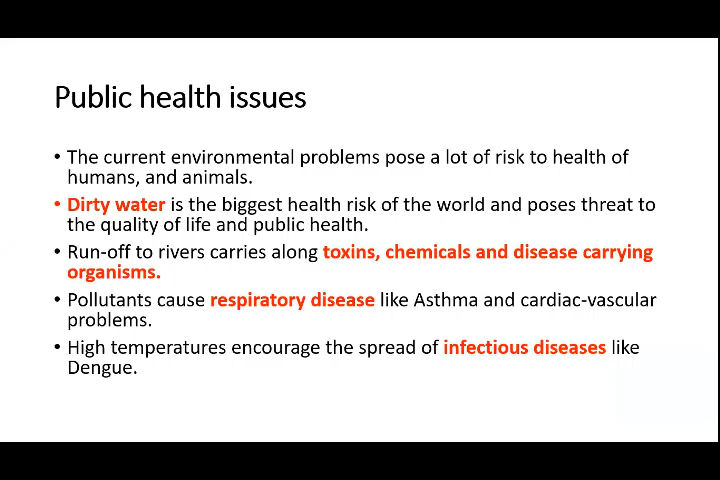 Public health issues
• The current environmental problems pose a lot of risk to health of
humans, and animals.
• Dirty water is the biggest health risk of the world and poses threat to
the quality of life and public health.
• Run-off to rivers carries along toxins, chemicals and disease carrying
organisms.
• Pollutants cause respiratory disease like Asthma and cardiac-vascular
problems.
• High temperatures encourage the spread of infectious diseases like
Dengue.